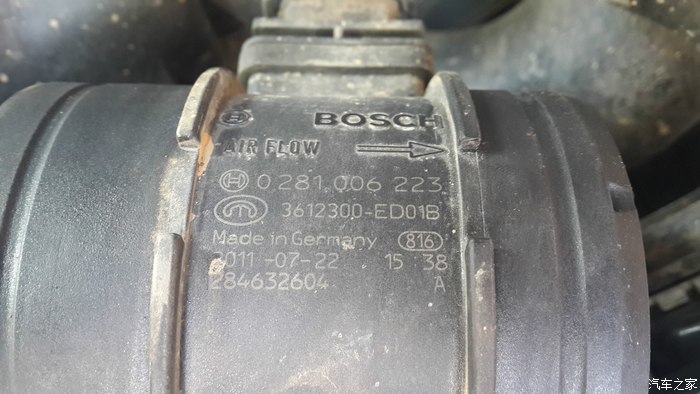 BOSCH
AIR FLOW
0 281 006 223
3612300-ED01B
Made in Germany 816
2011-07-22 15 38
284632604 A
汽车之家